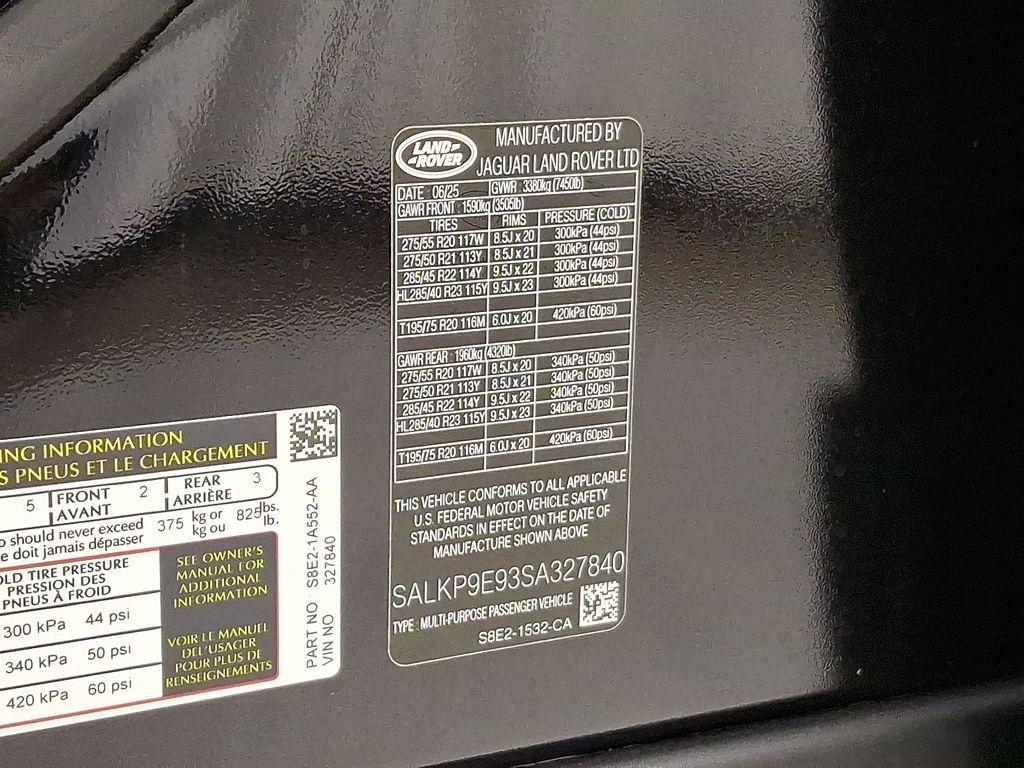 LAND-
-ROVER
MANUFACTURED BY
JAGUAR LAND ROVER LTD
DATE : 06/25 GVWR : 3380kg (7450lb)
GAWR FRONT : 1590kg (3505lb)
TIRES RIMS PRESSURE (COLD)
275/55 R20 117W 8.5J x 20 300kPa (44psi)
275/50 R21 113Y 8.5J x 21 300kPa (44psi)
285/45 R22 114Y 9.5J x 22 300kPa (44psi)
HL285/40 R23 115Y 9.5J x 23 300kPa (44psi)
T195/75 R20 116M 6.0J x 20 420kPa (60psi)
GAWR REAR : 1960kg (4320lb)
275/55 R20 117W 8.5J x 20 340kPa (50psi)
275/50 R21 113Y 8.5J x 21 340kPa (50psi)
285/45 R22 114Y 9.5J x 22 340kPa (50psi)
HL285/40 R23 115Y 9.5J x 23 340kPa (50psi)
T195/75 R20 116M 6.0J x 20 420kPa (60psi)
THIS VEHICLE CONFORMS TO ALL APPLICABLE
U.S. FEDERAL MOTOR VEHICLE SAFETY
STANDARDS IN EFFECT ON THE DATE OF
MANUFACTURE SHOWN ABOVE
SALKP9E93SA327840
TYPE : MULTI-PURPOSE PASSENGER VEHICLE
S8E2-1532-CA
ING INFORMATION
S PNEUS ET LE CHARGEMENT
5 FRONT 2 REAR 3
AVANT ARRIÈRE
o should never exceed 375 kg or 825 lbs.
e doit jamais dépasser kg ou lb.
OLD TIRE PRESSURE
PRESSION DES
PNEUS À FROID
300 kPa 44 psi
340 kPa 50 psi
420 kPa 60 psi
SEE OWNER'S
MANUAL FOR
ADDITIONAL
INFORMATION
VOIR LE MANUEL
DE L'USAGER
POUR PLUS DE
RENSEIGNEMENTS
PART NO : S8E2-1A552-AA
VIN NO 327840